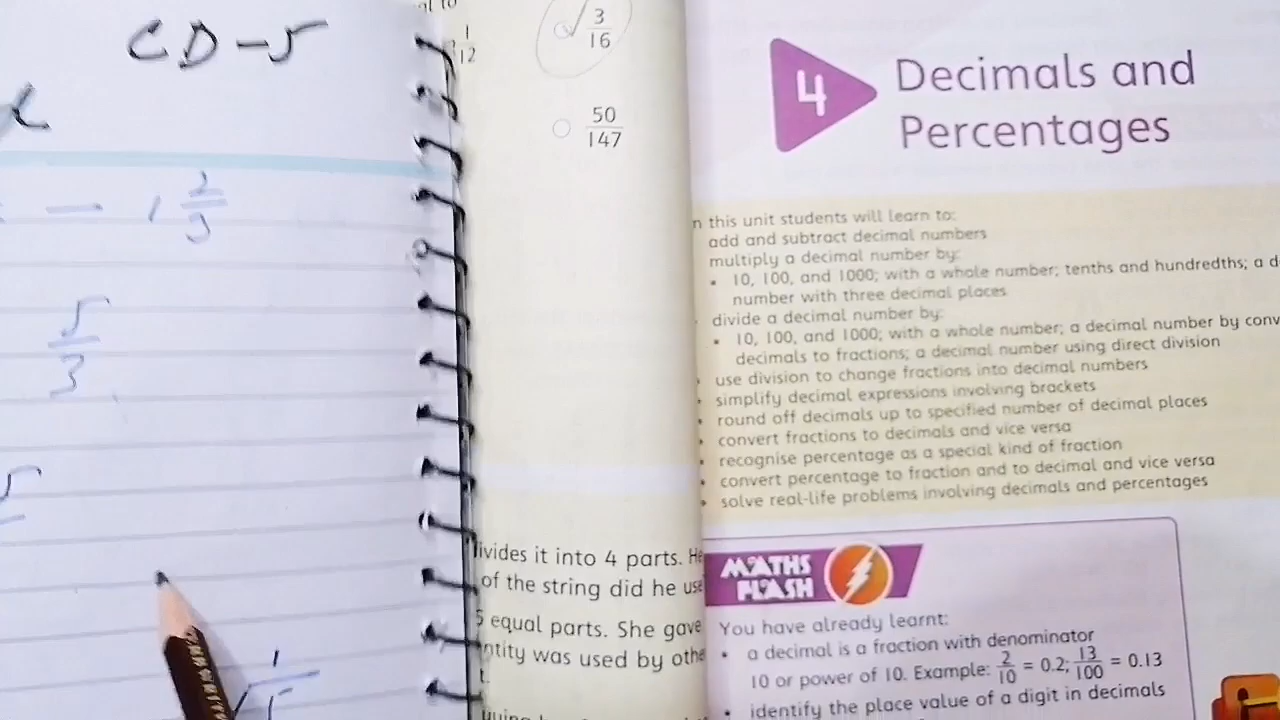 CD-5
- 1 2/3
5/3
1/12
3/16
50/147
ivides it into 4 parts. He
of the string did he use
5 equal parts. She gave
ntity was used by othe
4
Decimals and
Percentages
n this unit students will learn to:
add and subtract decimal numbers
multiply a decimal number by:
• 10, 100, and 1000; with a whole number; tenths and hundredths; a d
number with three decimal places
divide a decimal number by:
• 10, 100, and 1000; with a whole number; a decimal number by conv
decimals to fractions; a decimal number using direct division
• use division to change fractions into decimal numbers
• simplify decimal expressions involving brackets
• round off decimals up to specified number of decimal places
• convert fractions to decimals and vice versa
• recognise percentage as a special kind of fraction
• convert percentage to fraction and to decimal and vice versa
• solve real-life problems involving decimals and percentages
MATHS
FLASH
You have already learnt:
• a decimal is a fraction with denominator
10 or power of 10. Example: 2/10 = 0.2; 13/100 = 0.13
• identify the place value of a digit in decimals